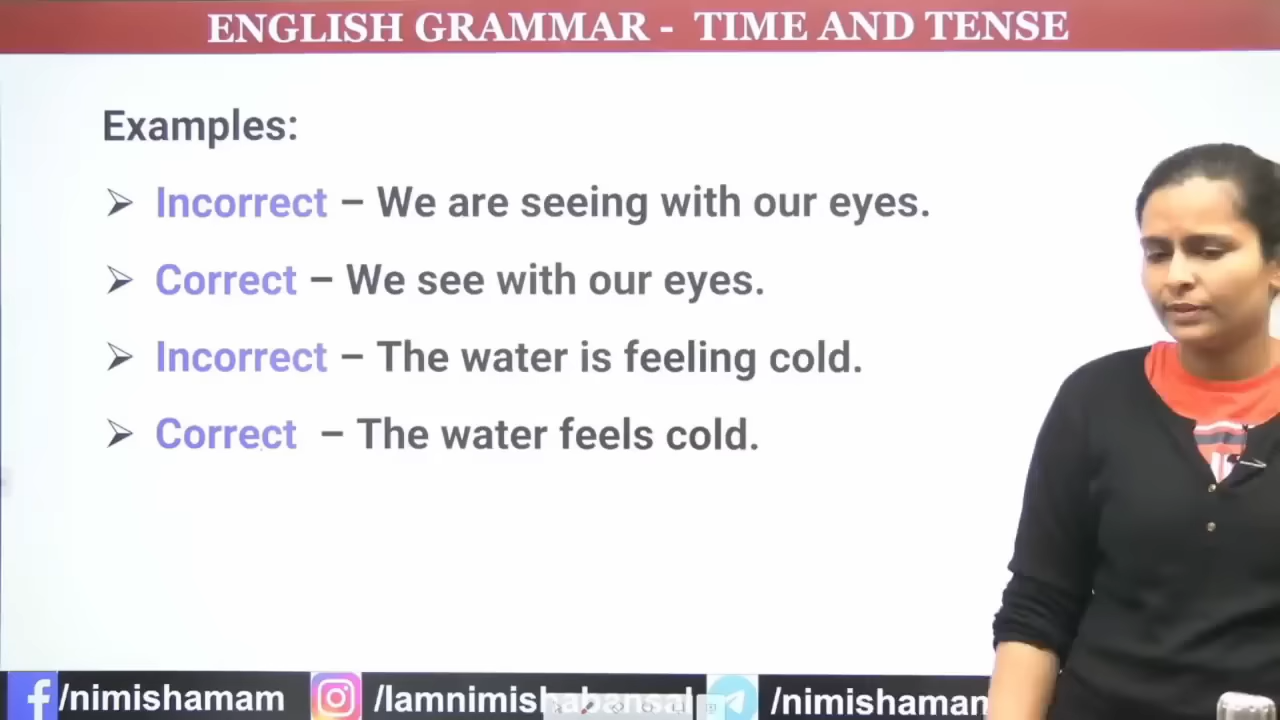 ENGLISH GRAMMAR - TIME AND TENSE
Examples:
➢ Incorrect – We are seeing with our eyes.
➢ Correct – We see with our eyes.
➢ Incorrect – The water is feeling cold.
➢ Correct – The water feels cold.
/nimishamam /Iamnimishabansal /nimishamam